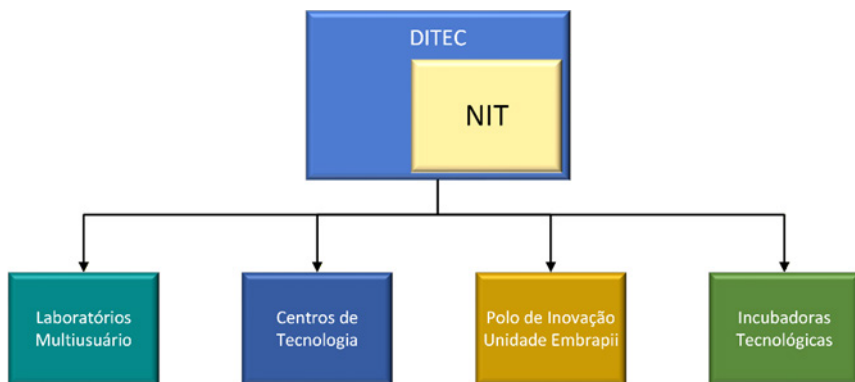 DITEC
NIT
Laboratórios
Multiusuário
Centros de
Tecnologia
Polo de Inovação
Unidade Embrapii
Incubadoras
Tecnológicas